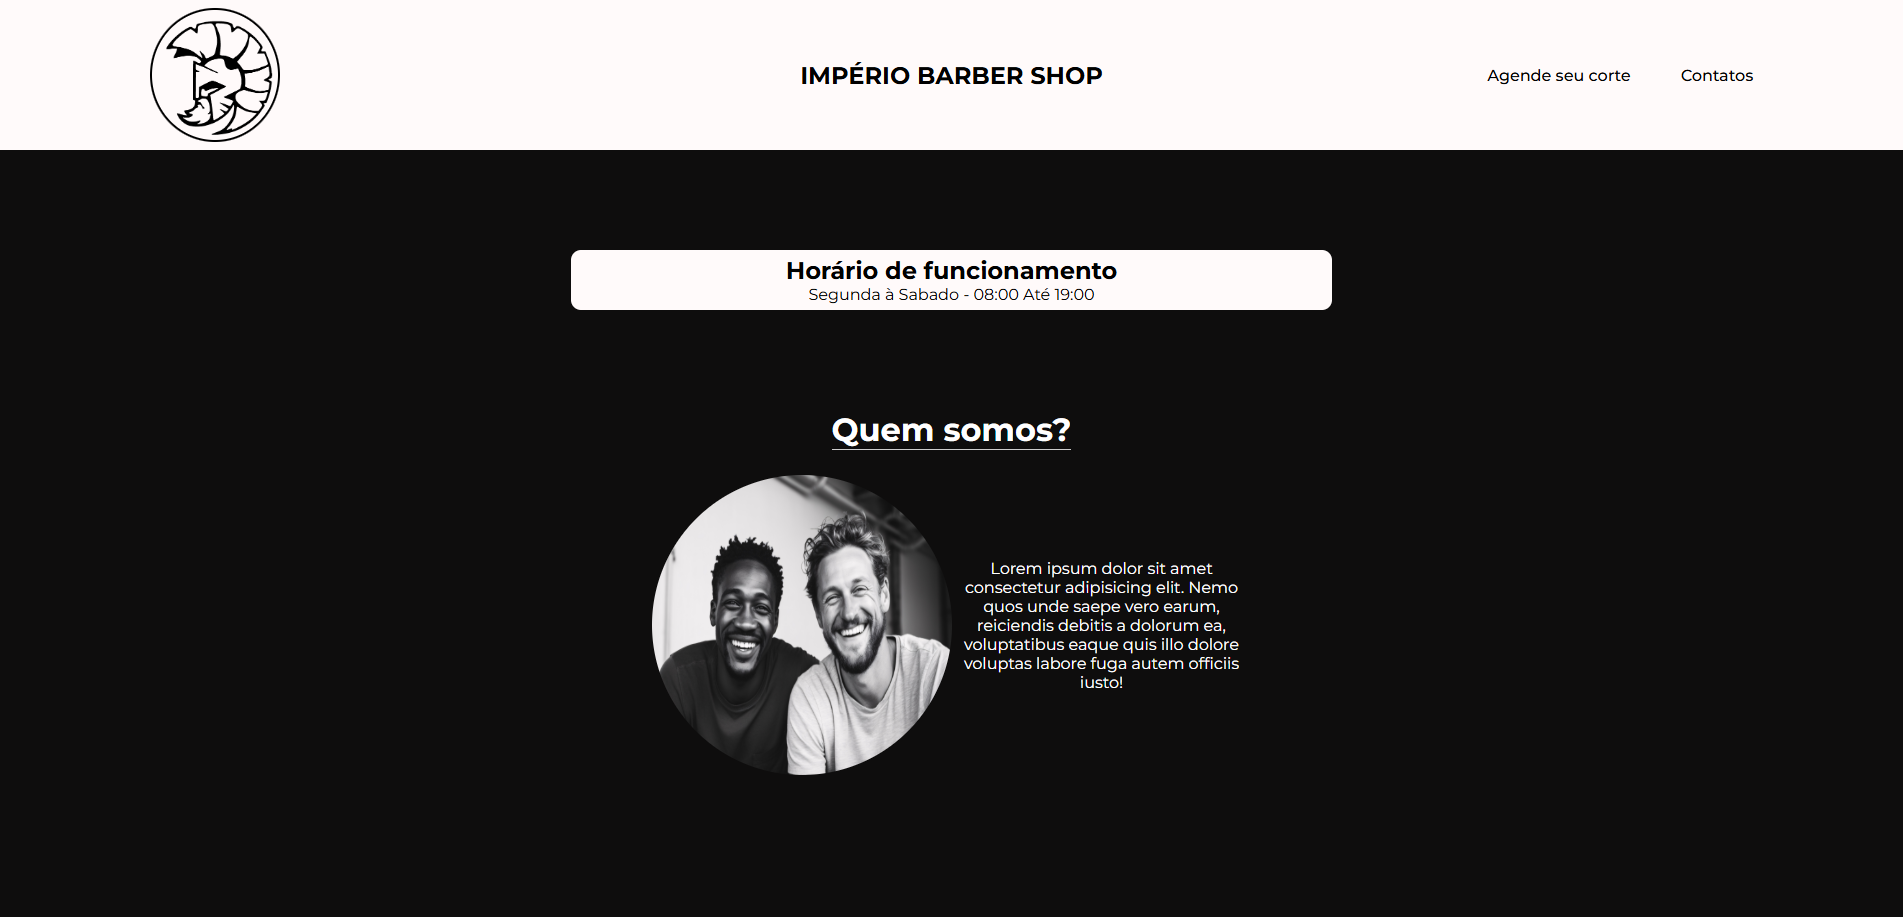 IMPÉRIO BARBER SHOP
Agende seu corte
Contatos
Horário de funcionamento
Segunda à Sabado - 08:00 Até 19:00
Quem somos?
Lorem ipsum dolor sit amet
consectetur adipisicing elit. Nemo
quos unde saepe vero earum,
reiciendis debitis a dolorum ea,
voluptatibus eaque quis illo dolore
voluptas labore fuga autem officiis
iusto!